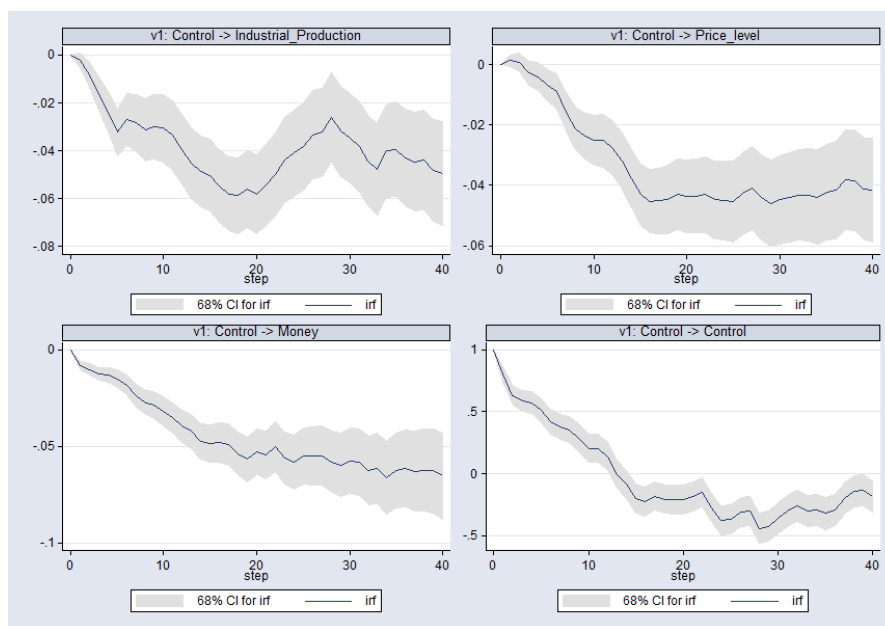 v1: Control -> Industrial_Production
0
-.02
-.04
-.06
-.08
0 10 20 30 40
step
68% CI for irf irf
v1: Control -> Price_level
0
-.02
-.04
-.06
0 10 20 30 40
step
68% CI for irf irf
v1: Control -> Money
0
-.05
-.1
0 10 20 30 40
step
68% CI for irf irf
v1: Control -> Control
1
.5
0
-.5
0 10 20 30 40
step
68% CI for irf irf